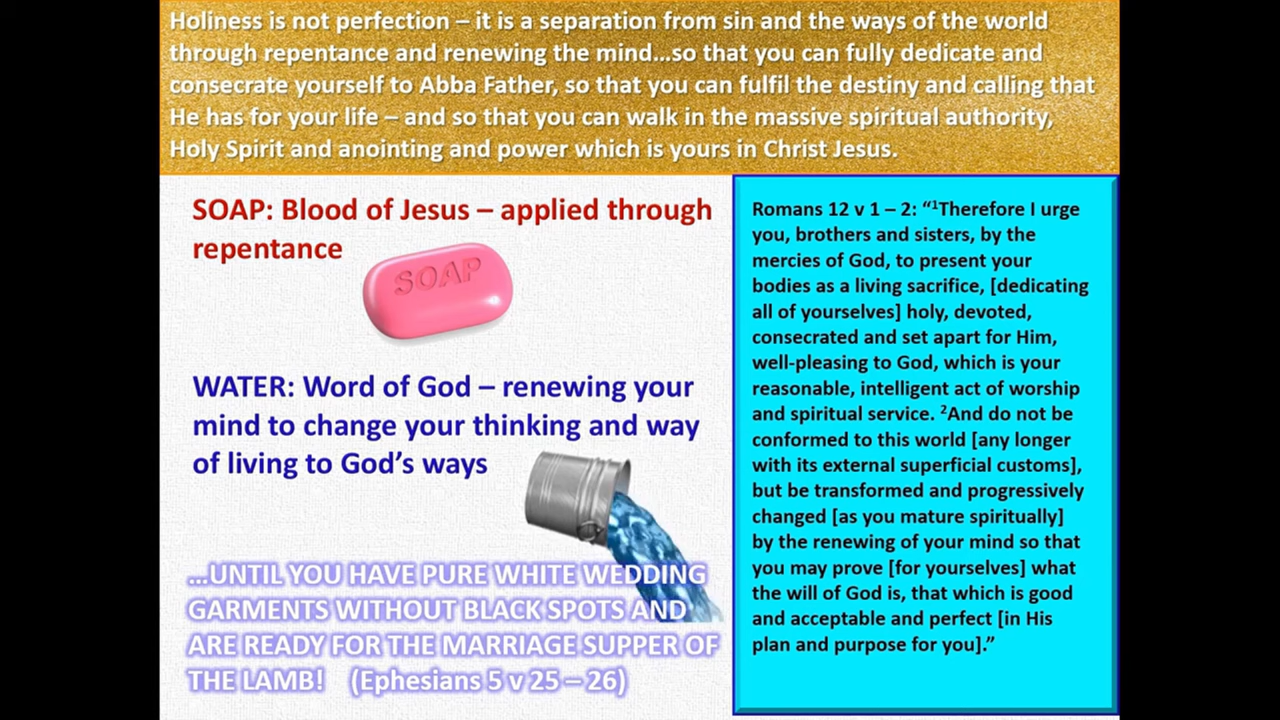 Holiness is not perfection – it is a separation from sin and the ways of the world
through repentance and renewing the mind...so that you can fully dedicate and
consecrate yourself to Abba Father, so that you can fulfil the destiny and calling that
He has for your life – and so that you can walk in the massive spiritual authority,
Holy Spirit and anointing and power which is yours in Christ Jesus.
SOAP: Blood of Jesus – applied through
repentance
SOAP
WATER: Word of God – renewing your
mind to change your thinking and way
of living to God's ways
...UNTIL YOU HAVE PURE WHITE WEDDING
GARMENTS WITHOUT BLACK SPOTS AND
ARE READY FOR THE MARRIAGE SUPPER OF
THE LAMB! (Ephesians 5 v 25 – 26)
Romans 12 v 1 – 2: “¹Therefore I urge
you, brothers and sisters, by the
mercies of God, to present your
bodies as a living sacrifice, [dedicating
all of yourselves] holy, devoted,
consecrated and set apart for Him,
well-pleasing to God, which is your
reasonable, intelligent act of worship
and spiritual service. ²And do not be
conformed to this world [any longer
with its external superficial customs],
but be transformed and progressively
changed [as you mature spiritually]
by the renewing of your mind so that
you may prove [for yourselves] what
the will of God is, that which is good
and acceptable and perfect [in His
plan and purpose for you].”